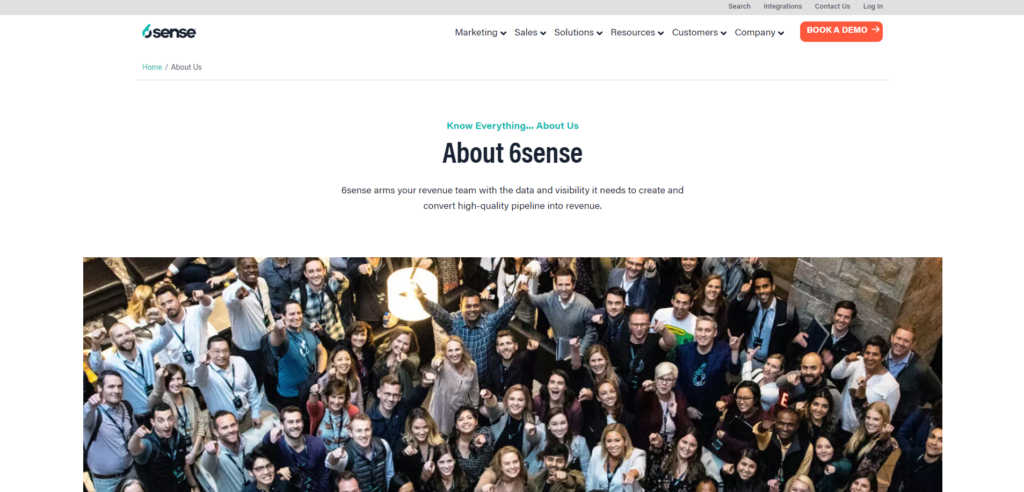 Search Integrations Contact Us Log In
6sense
Marketing Sales Solutions Resources Customers Company BOOK A DEMO
Home / About Us
Know Everything... About Us
About 6sense
6sense arms your revenue team with the data and visibility it needs to create and
convert high-quality pipeline into revenue.